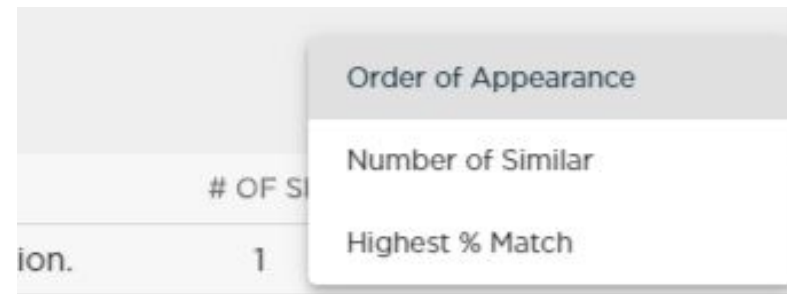 Order of Appearance
Number of Similar
# OF SI
Highest % Match
ion. 1